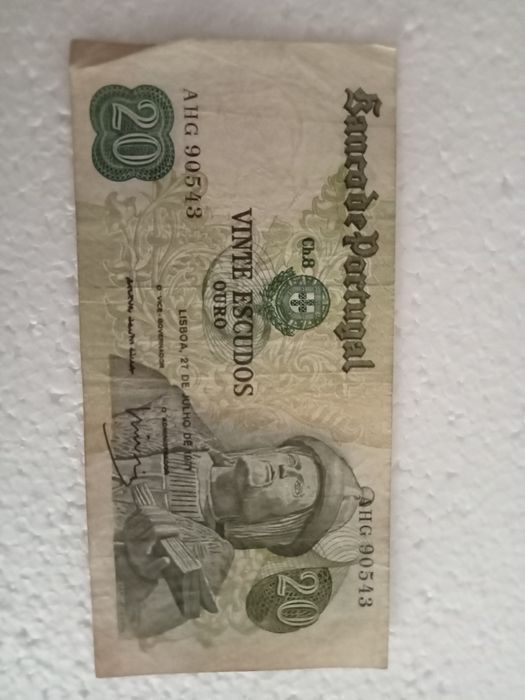 Banco de Portugal
AHG 90543
Ch.8
VINTE ESCUDOS
OURO
LISBOA, 27 DE JULHO DE 1971
O VICE-GOVERNADOR
O ADMINISTRADOR
AHG 90543
20
20